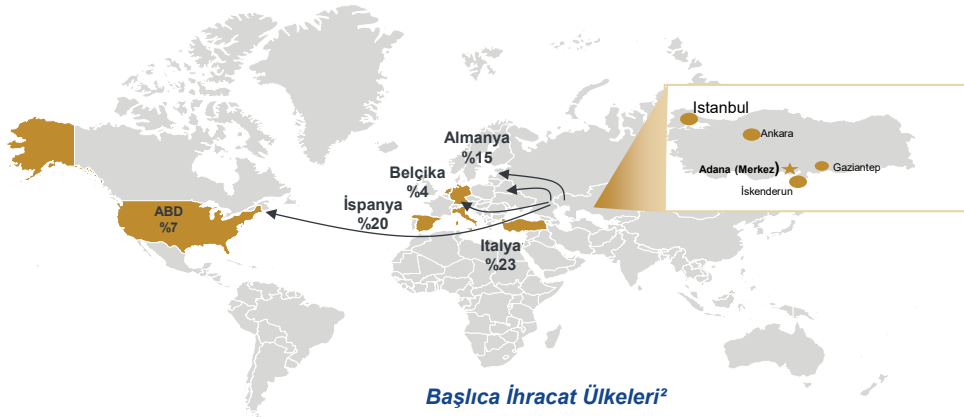 Almanya
%15
Belçika
%4
İspanya
%20
ABD
%7
Italya
%23
Istanbul
Ankara
Adana (Merkez)
Gaziantep
İskenderun
Başlıca İhracat Ülkeleri²